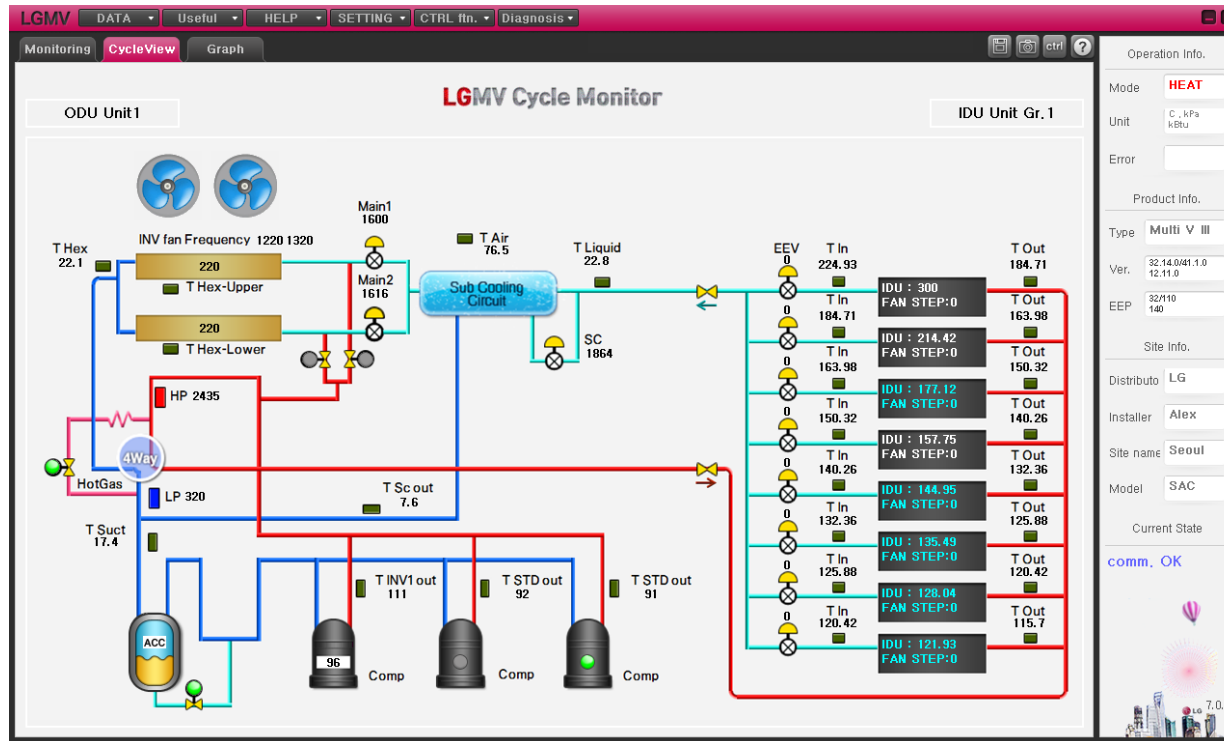 LGMV DATA Useful HELP SETTING CTRL ftn. Diagnosis
Monitoring CycleView Graph ctrl ?
LGMV Cycle Monitor
ODU Unit1
IDU Unit Gr.1
INV fan Frequency 1220 1320
T Hex
22.1
220
T Hex-Upper
220
T Hex-Lower
Main1
1600
Main2
1616
T Air
76.5
Sub Cooling
Circuit
T Liquid
22.8
SC
1864
HP 2435
4Way
HotGas
LP 320
T Sc out
7.6
T Suct
17.4
ACC
T INV1 out
111
T STD out
92
T STD out
91
96
Comp
Comp
Comp
EEV T In T Out
0 224.93 184.71
IDU : 300
FAN STEP:0
T In T Out
0 184.71 163.98
IDU : 214.42
FAN STEP:0
T In T Out
0 163.98 150.32
IDU : 177.12
FAN STEP:0
T In T Out
0 150.32 140.26
IDU : 157.75
FAN STEP:0
T In T Out
0 140.26 132.36
IDU : 144.95
FAN STEP:0
T In T Out
0 132.36 125.88
IDU : 135.49
FAN STEP:0
T In T Out
0 125.88 120.42
IDU : 128.04
FAN STEP:0
T In T Out
0 120.42 115.7
IDU : 121.93
FAN STEP:0
Operation Info.
Mode HEAT
Unit C , kPa
kBtu
Error
Product Info.
Type Multi V III
Ver. 32.14.0/41.1.0
12.11.0
EEP 32/110
140
Site Info.
Distributo LG
Installer Alex
Site name Seoul
Model SAC
Current State
comm, OK
LG 7.0.